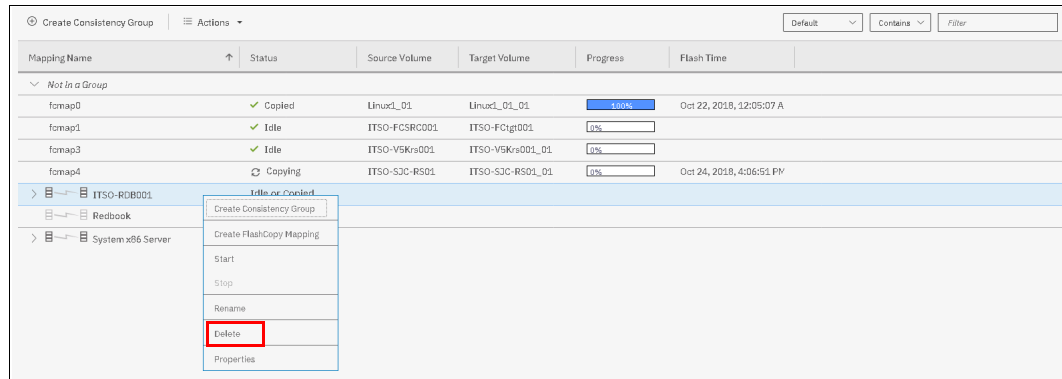 Create Consistency Group Actions Default Contains Filter
Mapping Name Status Source Volume Target Volume Progress Flash Time
Not in a Group
fcmap0 Copied Linux1_01 Linux1_01_01 100% Oct 22, 2018, 12:05:07 A
fcmap1 Idle ITSO-FCSRC001 ITSO-FCtgt001 0%
fcmap3 Idle ITSO-V5Krs001 ITSO-V5Krs001_01 0%
fcmap4 Copying ITSO-SJC-RS01 ITSO-SJC-RS01_01 0% Oct 24, 2018, 4:06:51 PM
ITSO-RDB001 Idle or Copied
Create Consistency Group
Redbook
Create FlashCopy Mapping
System x86 Server
Start
Stop
Rename
Delete
Properties